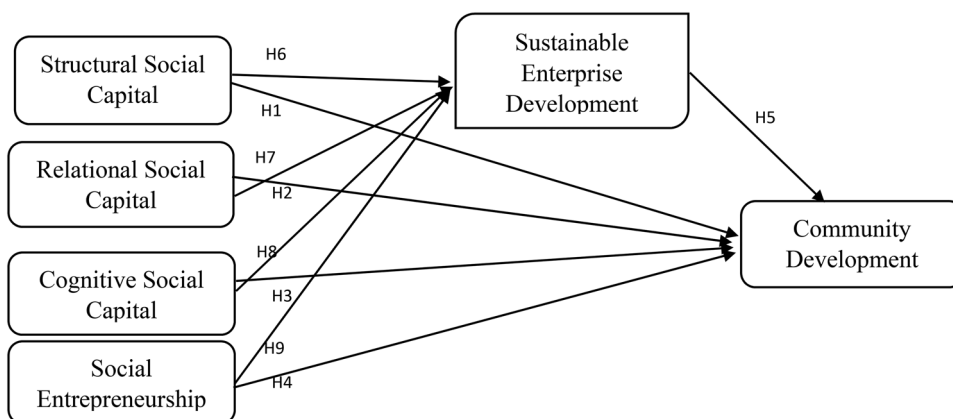 Structural Social
Capital
Relational Social
Capital
Cognitive Social
Capital
Social
Entrepreneurship
H6
H1
H7
H2
H8
H3
H9
H4
Sustainable
Enterprise
Development
H5
Community
Development